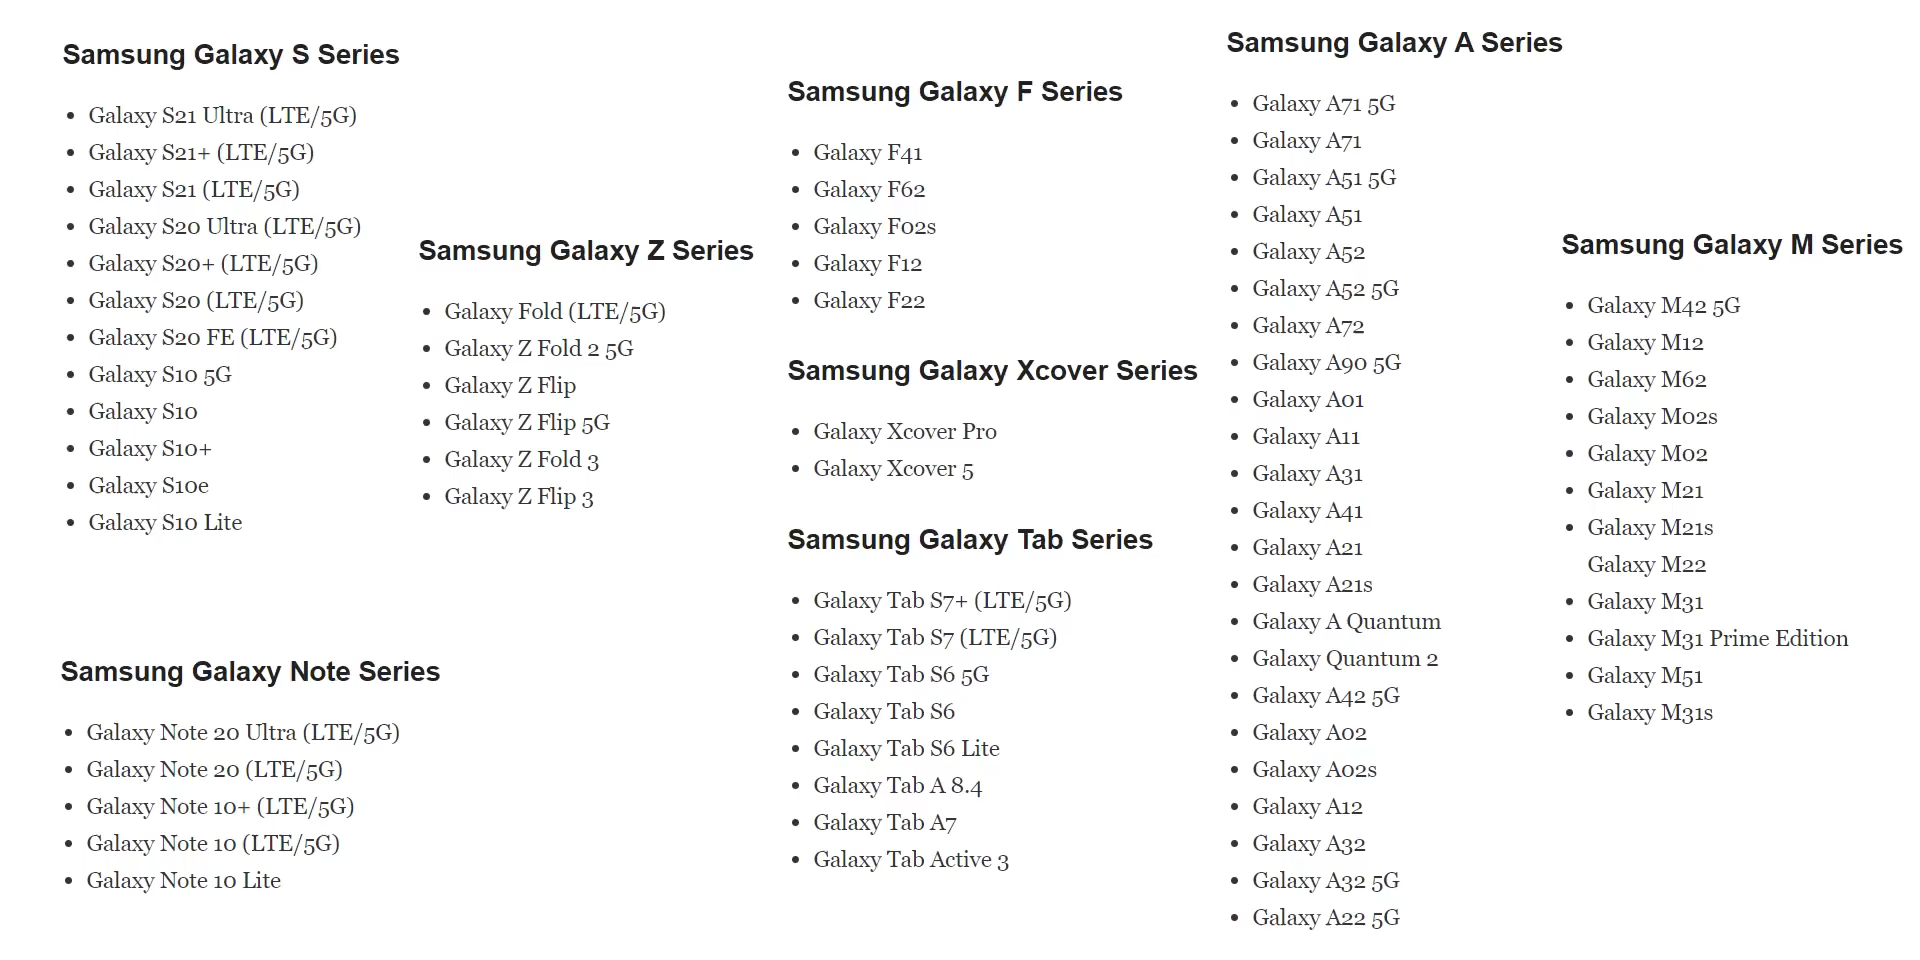 Samsung Galaxy S Series
Galaxy S21 Ultra (LTE/5G)
Galaxy S21+ (LTE/5G)
Galaxy S21 (LTE/5G)
Galaxy S20 Ultra (LTE/5G)
Galaxy S20+ (LTE/5G)
Galaxy S20 (LTE/5G)
Galaxy S20 FE (LTE/5G)
Galaxy S10 5G
Galaxy S10
Galaxy S10+
Galaxy S10e
Galaxy S10 Lite
Samsung Galaxy Note Series
Galaxy Note 20 Ultra (LTE/5G)
Galaxy Note 20 (LTE/5G)
Galaxy Note 10+ (LTE/5G)
Galaxy Note 10 (LTE/5G)
Galaxy Note 10 Lite
Samsung Galaxy Z Series
Galaxy Fold (LTE/5G)
Galaxy Z Fold 2 5G
Galaxy Z Flip
Galaxy Z Flip 5G
Galaxy Z Fold 3
Galaxy Z Flip 3
Samsung Galaxy F Series
Galaxy F41
Galaxy F62
Galaxy F02s
Galaxy F12
Galaxy F22
Samsung Galaxy Xcover Series
Galaxy Xcover Pro
Galaxy Xcover 5
Samsung Galaxy Tab Series
Galaxy Tab S7+ (LTE/5G)
Galaxy Tab S7 (LTE/5G)
Galaxy Tab S6 5G
Galaxy Tab S6
Galaxy Tab S6 Lite
Galaxy Tab A 8.4
Galaxy Tab A7
Galaxy Tab Active 3
Samsung Galaxy A Series
Galaxy A71 5G
Galaxy A71
Galaxy A51 5G
Galaxy A51
Galaxy A52
Galaxy A52 5G
Galaxy A72
Galaxy A90 5G
Galaxy A01
Galaxy A11
Galaxy A31
Galaxy A41
Galaxy A21
Galaxy A21s
Galaxy A Quantum
Galaxy Quantum 2
Galaxy A42 5G
Galaxy A02
Galaxy A02s
Galaxy A12
Galaxy A32
Galaxy A32 5G
Galaxy A22 5G
Samsung Galaxy M Series
Galaxy M42 5G
Galaxy M12
Galaxy M62
Galaxy M02s
Galaxy M02
Galaxy M21
Galaxy M21s
Galaxy M22
Galaxy M31
Galaxy M31 Prime Edition
Galaxy M51
Galaxy M31s